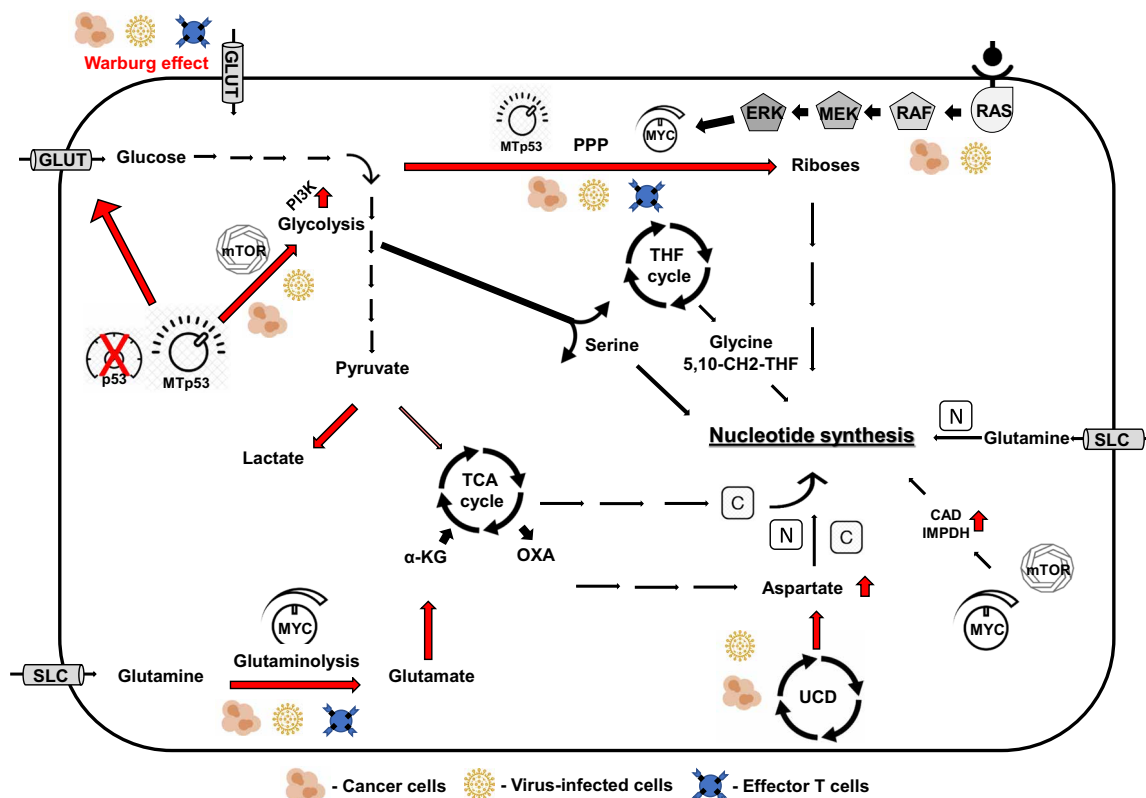 Warburg effect
GLUT
GLUT
Glucose
PI3K
Glycolysis
mTOR
p53
MTp53
MTp53
PPP
MYC
ERK
MEK
RAF
RAS
Riboses
THF
cycle
Serine
Glycine
5,10-CH2-THF
Pyruvate
Lactate
TCA
cycle
α-KG
OXA
C
Nucleotide synthesis
N
Glutamine
SLC
CAD
IMPDH
mTOR
MYC
N
C
Aspartate
UCD
MYC
SLC
Glutamine
Glutaminolysis
Glutamate
- Cancer cells
- Virus-infected cells
- Effector T cells